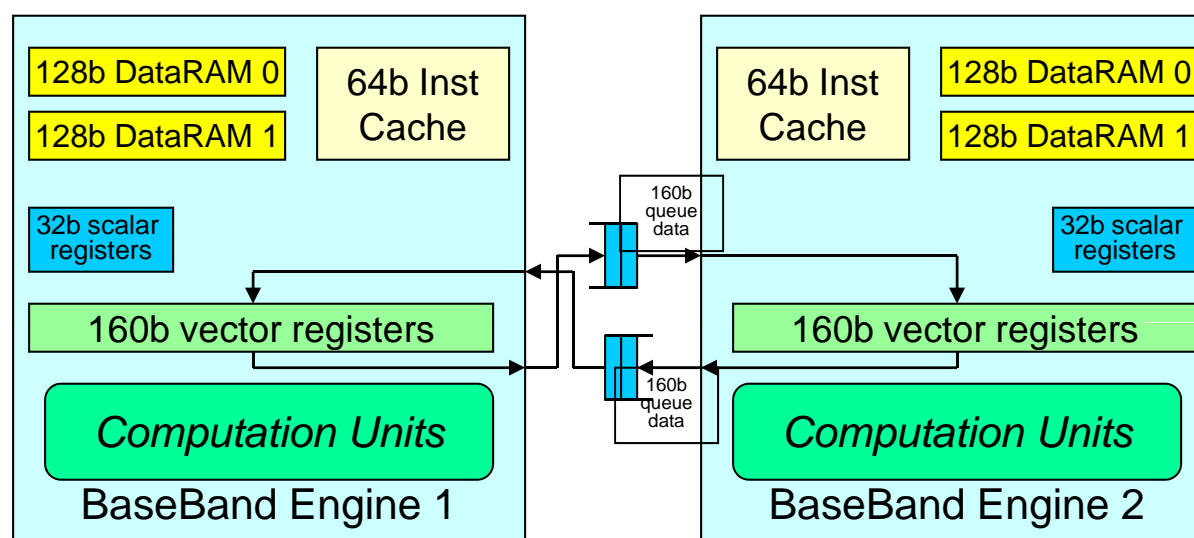 128b DataRAM 0
128b DataRAM 1
64b Inst
Cache
32b scalar
registers
160b vector registers
Computation Units
BaseBand Engine 1
160b
queue
data
160b
queue
data
64b Inst
Cache
128b DataRAM 0
128b DataRAM 1
32b scalar
registers
160b vector registers
Computation Units
BaseBand Engine 2